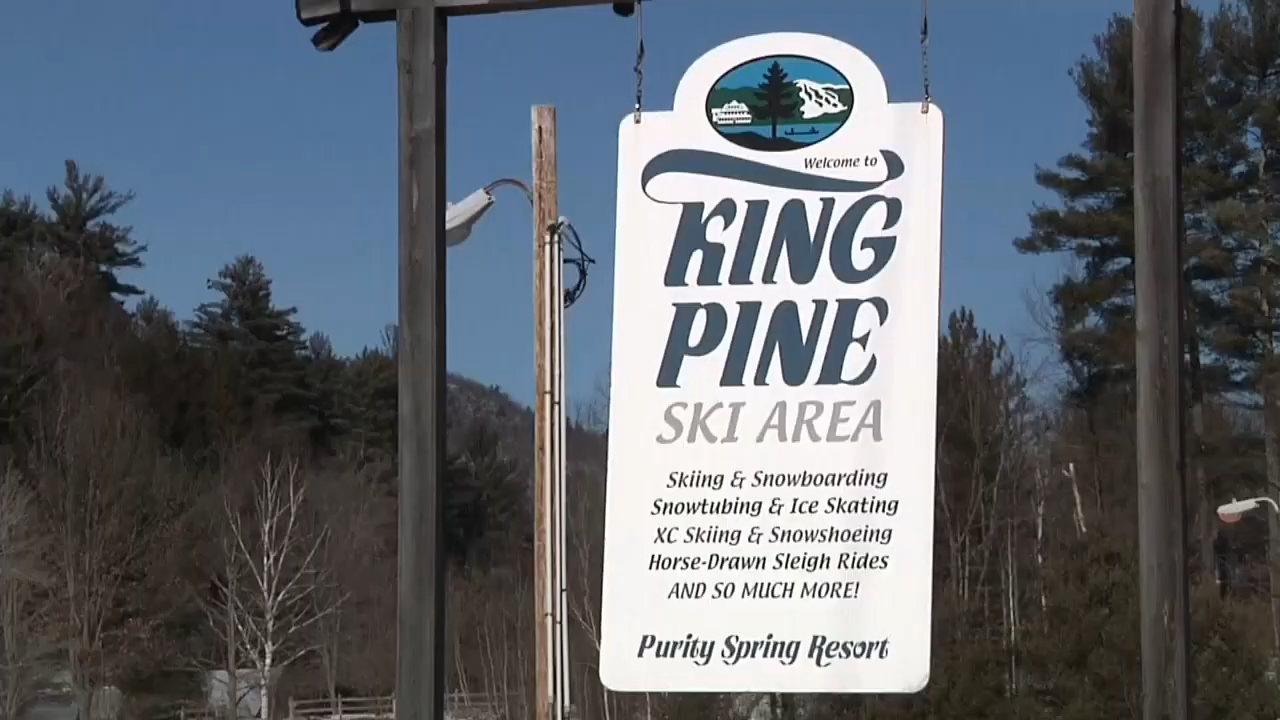 Welcome to
KING
PINE
SKI AREA
Skiing & Snowboarding
Snowtubing & Ice Skating
XC Skiing & Snowshoeing
Horse-Drawn Sleigh Rides
AND SO MUCH MORE!
Purity Spring Resort